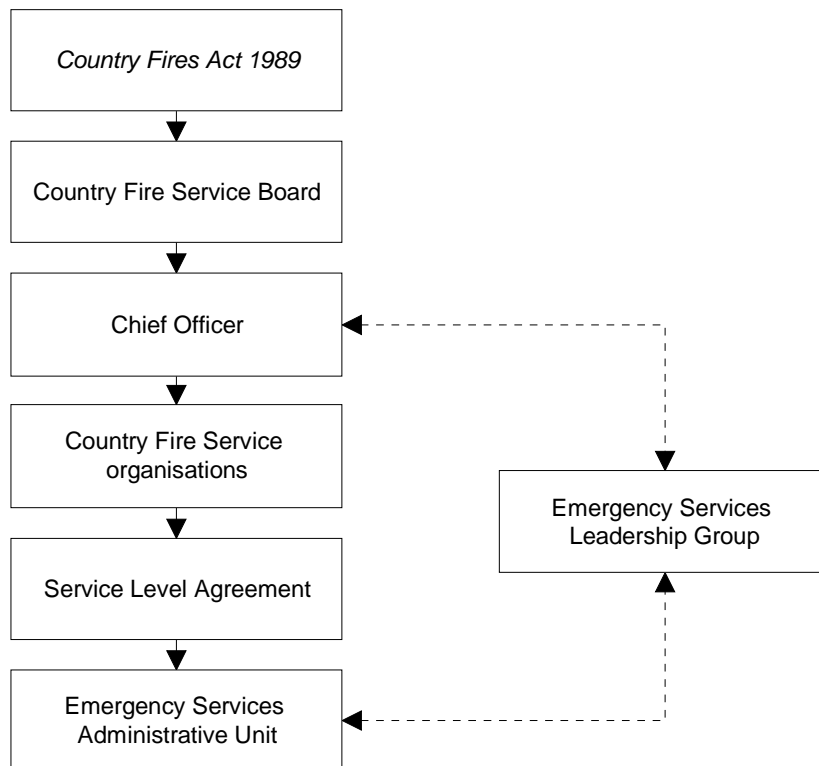 Country Fires Act 1989
Country Fire Service Board
Chief Officer
Country Fire Service
organisations
Emergency Services
Leadership Group
Service Level Agreement
Emergency Services
Administrative Unit